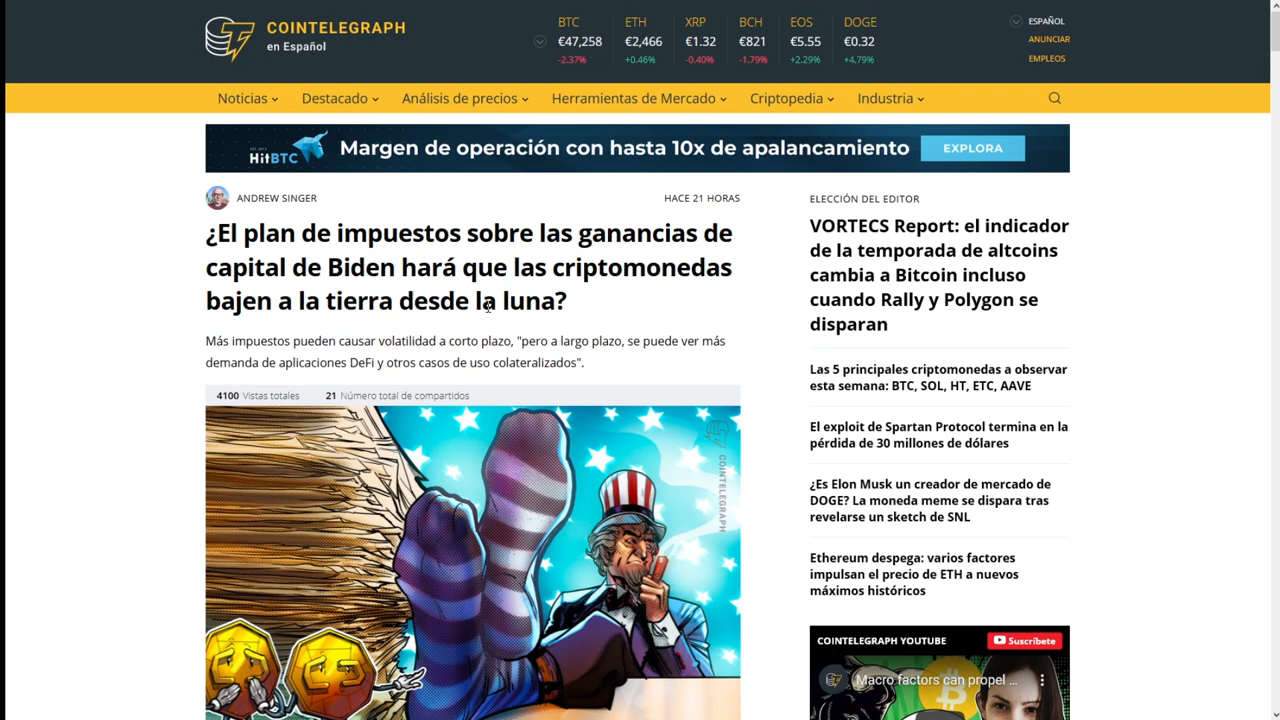 COINTELEGRAPH
en Español
BTC ETH XRP BCH EOS DOGE
€47,258 €2,466 €1.32 €821 €5.55 €0.32
-2.37% +0.46% -0.40% -1.79% +2.29% +4.79%
ESPAÑOL
ANUNCIAR
EMPLEOS
Noticias Destacado Análisis de precios Herramientas de Mercado Criptopedia Industria
HitBTC Margen de operación con hasta 10x de apalancamiento EXPLORA
ANDREW SINGER HACE 21 HORAS
¿El plan de impuestos sobre las ganancias de
capital de Biden hará que las criptomonedas
bajen a la tierra desde la luna?
Más impuestos pueden causar volatilidad a corto plazo, "pero a largo plazo, se puede ver más
demanda de aplicaciones DeFi y otros casos de uso colateralizados".
4100 Vistas totales 21 Número total de compartidos
COINTELEGRAPH
ELECCIÓN DEL EDITOR
VORTECS Report: el indicador
de la temporada de altcoins
cambia a Bitcoin incluso
cuando Rally y Polygon se
disparan
Las 5 principales criptomonedas a observar
esta semana: BTC, SOL, HT, ETC, AAVE
El exploit de Spartan Protocol termina en la
pérdida de 30 millones de dólares
¿Es Elon Musk un creador de mercado de
DOGE? La moneda meme se dispara tras
revelarse un sketch de SNL
Ethereum despega: varios factores
impulsan el precio de ETH a nuevos
máximos históricos
COINTELEGRAPH YOUTUBE Suscríbete
Macro factors can propel ...